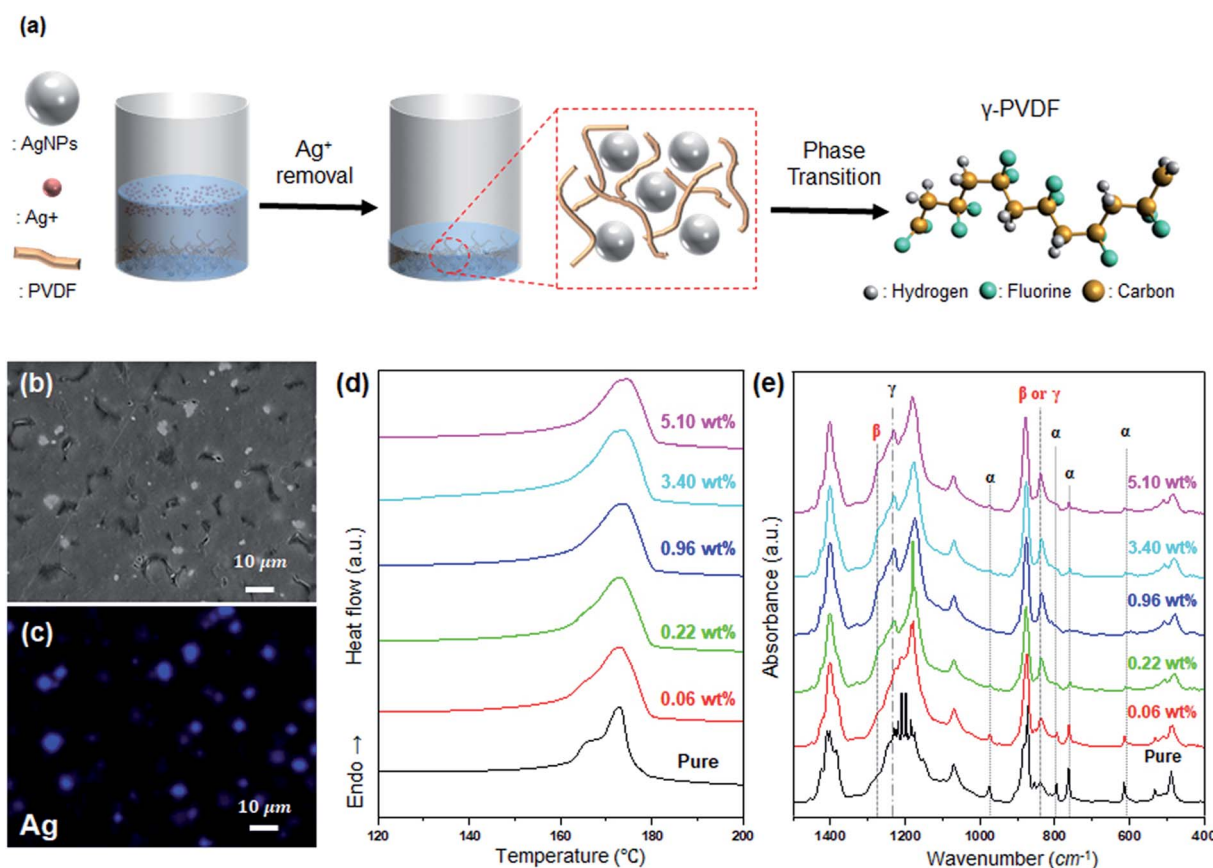 (a)
: AgNPs
: Ag+
: PVDF
Ag⁺
removal
Phase
Transition
γ-PVDF
: Hydrogen
: Fluorine
: Carbon
(b)
10 μm
(c)
10 μm
Ag
(d)
5.10 wt%
3.40 wt%
0.96 wt%
0.22 wt%
0.06 wt%
Pure
Heat flow (a.u.)
Endo →
120
140
160
180
200
Temperature (℃)
(e)
β
γ
β or γ
α
α
α
α
5.10 wt%
3.40 wt%
0.96 wt%
0.22 wt%
0.06 wt%
Pure
Absorbance (a.u.)
1400
1200
1000
800
600
400
Wavenumber (cm⁻¹)